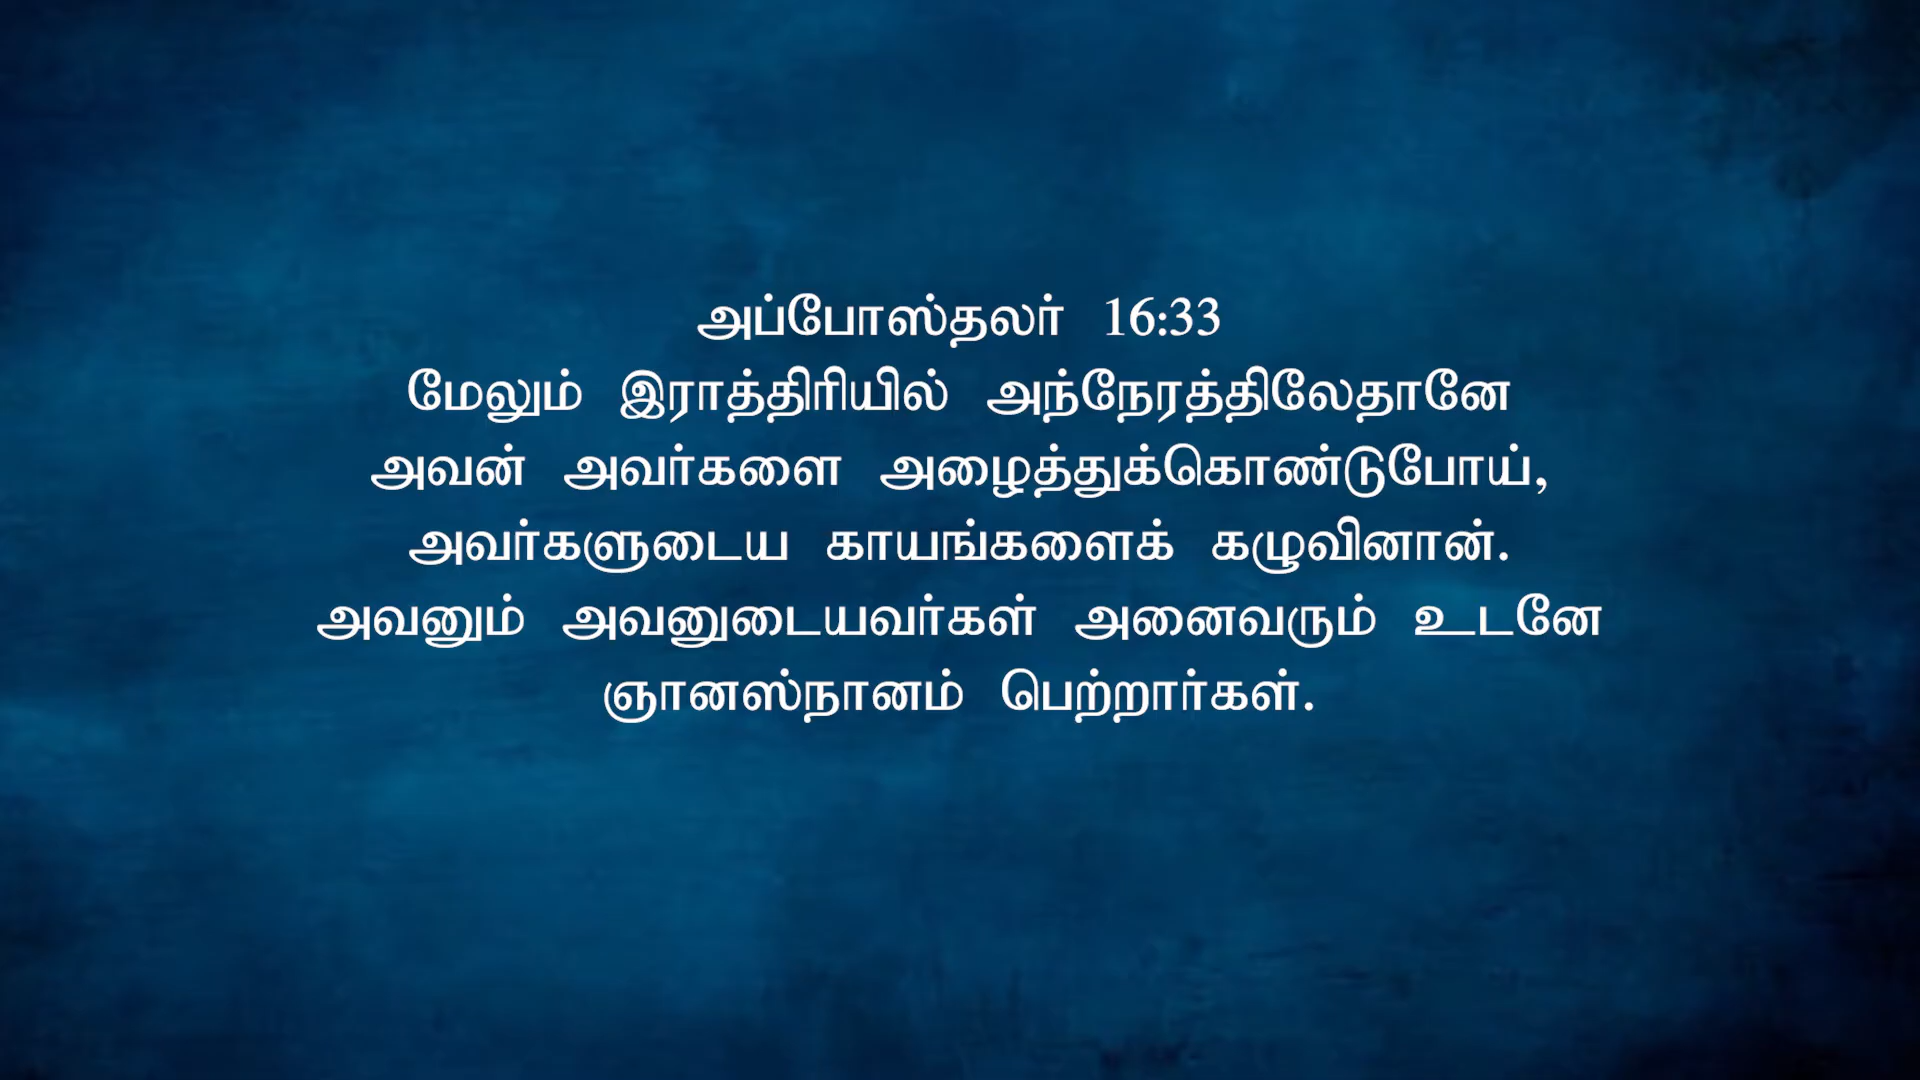 அப்போஸ்தலர் 16:33
மேலும் இராத்திரியில் அந்நேரத்திலேதானே
அவன் அவர்களை அழைத்துக்கொண்டுபோய்,
அவர்களுடைய காயங்களைக் கழுவினான்.
அவனும் அவனுடையவர்கள் அனைவரும் உடனே
ஞானஸ்நானம் பெற்றார்கள்.